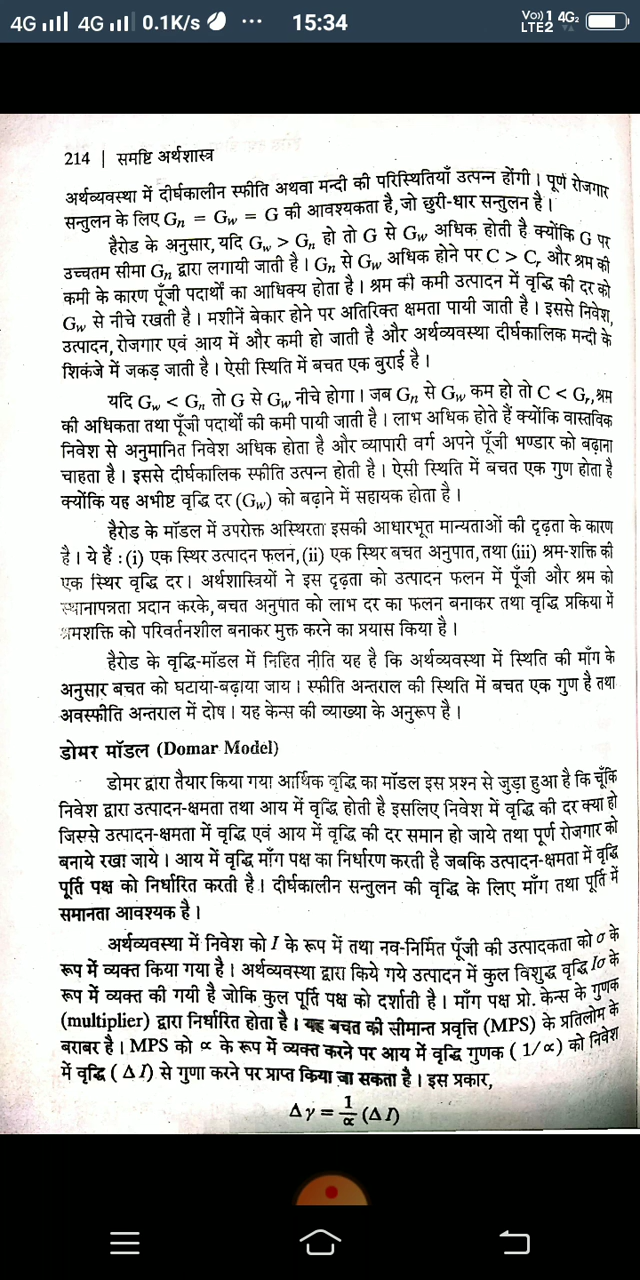 4G 4G 0.1K/s ... 15:34 Vo)) 1 4G2 LTE2
214 | समष्टि अर्थशास्त्र
अर्थव्यवस्था में दीर्घकालीन स्फीति अथवा मन्दी की परिस्थितियाँ उत्पन्न होंगी। पूर्ण रोजगार
सन्तुलन के लिए Gn = Gw = G की आवश्यकता है, जो छुरी-धार सन्तुलन है।
हैरोड के अनुसार, यदि Gw > Gn हो तो G से Gw अधिक होती है क्योंकि G पर
उच्चतम सीमा Gn द्वारा लगायी जाती है। Gn से Gw अधिक होने पर C > Cr और श्रम की
कमी के कारण पूँजी पदार्थों का आधिक्य होता है। श्रम की कमी उत्पादन में वृद्धि की दर को
Gw से नीचे रखती है। मशीनें बेकार होने पर अतिरिक्त क्षमता पायी जाती है। इससे निवेश,
उत्पादन, रोजगार एवं आय में और कमी हो जाती है और अर्थव्यवस्था दीर्घकालिक मन्दी के
शिकंजे में जकड़ जाती है। ऐसी स्थिति में बचत एक बुराई है।
यदि Gw < Gn तो G से Gw नीचे होगा। जब Gn से Gw कम हो तो C < Gr, श्रम
की अधिकता तथा पूँजी पदार्थों की कमी पायी जाती है। लाभ अधिक होते हैं क्योंकि वास्तविक
निवेश से अनुमानित निवेश अधिक होता है और व्यापारी वर्ग अपने पूँजी भण्डार को बढ़ाना
चाहता है। इससे दीर्घकालिक स्फीति उत्पन्न होती है। ऐसी स्थिति में बचत एक गुण होता है
क्योंकि यह अभीष्ट वृद्धि दर (Gw) को बढ़ाने में सहायक होता है।
हैरोड के मॉडल में उपरोक्त अस्थिरता इसकी आधारभूत मान्यताओं की दृढ़ता के कारण
है। ये हैं : (i) एक स्थिर उत्पादन फलन, (ii) एक स्थिर बचत अनुपात, तथा (iii) श्रम-शक्ति की
एक स्थिर वृद्धि दर। अर्थशास्त्रियों ने इस दृढ़ता को उत्पादन फलन में पूँजी और श्रम को
स्थानापन्नता प्रदान करके, बचत अनुपात को लाभ दर का फलन बनाकर तथा वृद्धि प्रकिया में
श्रमशक्ति को परिवर्तनशील बनाकर मुक्त करने का प्रयास किया है।
हैरोड के वृद्धि-मॉडल में निहित नीति यह है कि अर्थव्यवस्था में स्थिति की माँग के
अनुसार बचत को घटाया-बढ़ाया जाय। स्फीति अन्तराल की स्थिति में बचत एक गुण है तथा
अवस्फीति अन्तराल में दोष। यह केन्स की व्याख्या के अनुरूप है।
डोमर मॉडल (Domar Model)
डोमर द्वारा तैयार किया गया आर्थिक वृद्धि का मॉडल इस प्रश्न से जुड़ा हुआ है कि चूँकि
निवेश द्वारा उत्पादन-क्षमता तथा आय में वृद्धि होती है इसलिए निवेश में वृद्धि की दर क्या हो
जिससे उत्पादन-क्षमता में वृद्धि एवं आय में वृद्धि की दर समान हो जाये तथा पूर्ण रोजगार को
बनाये रखा जाये। आय में वृद्धि माँग पक्ष का निर्धारण करती है जबकि उत्पादन-क्षमता में वृद्धि
पूर्ति पक्ष को निर्धारित करती है। दीर्घकालीन सन्तुलन की वृद्धि के लिए माँग तथा पूर्ति में
समानता आवश्यक है।
अर्थव्यवस्था में निवेश को I के रूप में तथा नव-निर्मित पूँजी की उत्पादकता को σ के
रूप में व्यक्त किया गया है। अर्थव्यवस्था द्वारा किये गये उत्पादन में कुल विशुद्ध वृद्धि Iσ के
रूप में व्यक्त की गयी है जोकि कुल पूर्ति पक्ष को दर्शाती है। माँग पक्ष प्रो. केन्स के गुणक
(multiplier) द्वारा निर्धारित होता है। यह बचत की सीमान्त प्रवृत्ति (MPS) के प्रतिलोम के
बराबर है। MPS को ∝ के रूप में व्यक्त करने पर आय में वृद्धि गुणक ( 1/∝ ) को निवेश
में वृद्धि ( Δ I) से गुणा करने पर प्राप्त किया जा सकता है। इस प्रकार,
Δ γ = 1/∝ (Δ I)